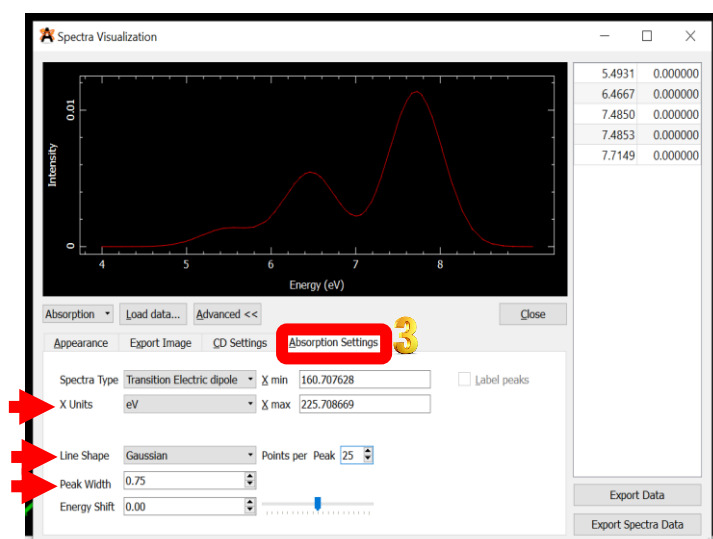 Spectra Visualization
0.01
Intensity
0
4 5 6 7 8
Energy (eV)
5.4931 0.000000
6.4667 0.000000
7.4850 0.000000
7.4853 0.000000
7.7149 0.000000
Absorption Load data... Advanced << Close
Appearance Export Image CD Settings Absorption Settings 3
Spectra Type Transition Electric dipole X min 160.707628 Label peaks
X Units eV X max 225.708669
Line Shape Gaussian Points per Peak 25
Peak Width 0.75
Energy Shift 0.00
Export Data
Export Spectra Data